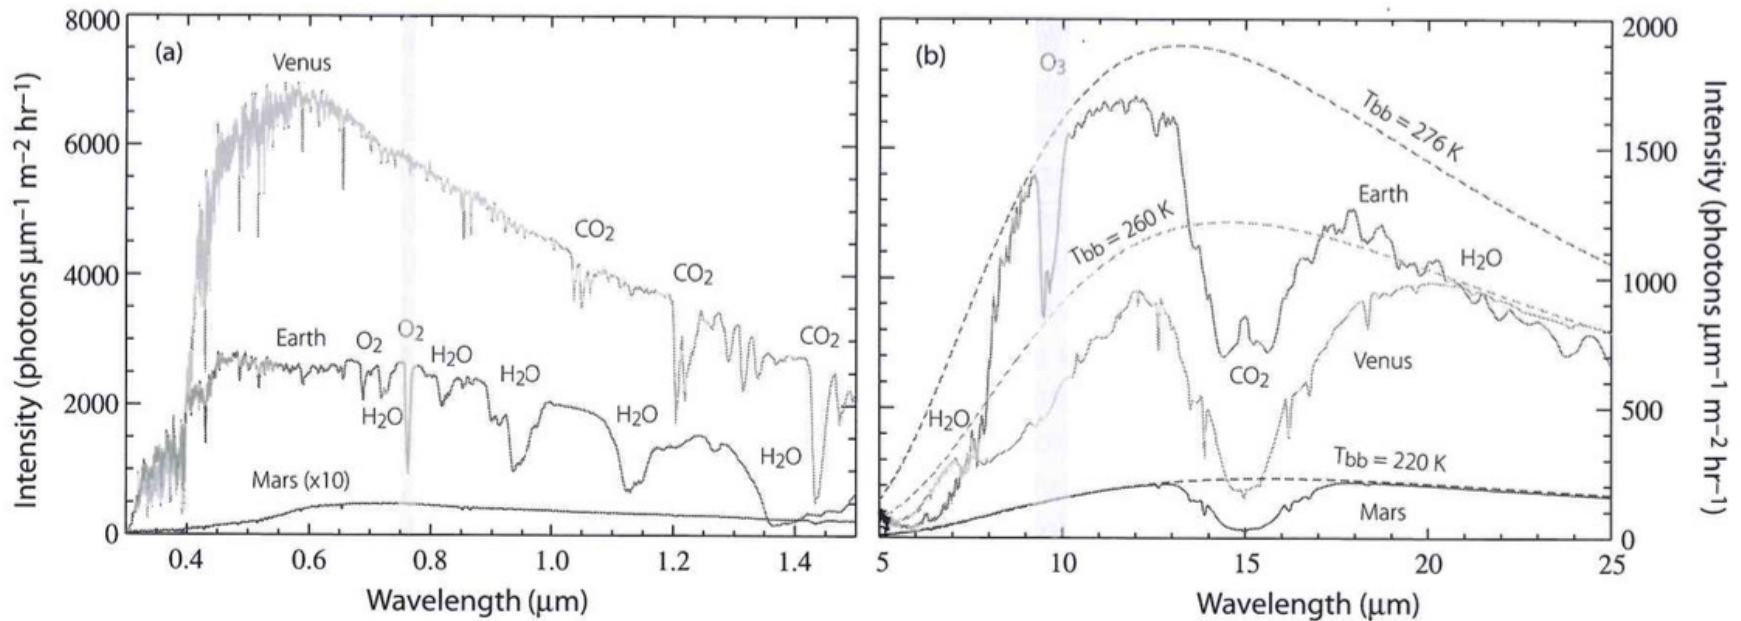 (a)
Intensity (photons μm⁻¹ m⁻² hr⁻¹)
8000
6000
4000
2000
0
Venus
CO₂
CO₂
CO₂
Earth
O₂
O₂
H₂O
H₂O
H₂O
H₂O
H₂O
Mars (x10)
0.4 0.6 0.8 1.0 1.2 1.4
Wavelength (μm)
(b)
O₃
T_bb = 276 K
T_bb = 260 K
Earth
H₂O
H₂O
CO₂
Venus
T_bb = 220 K
Mars
2000
1500
1000
500
0
Intensity (photons μm⁻¹ m⁻² hr⁻¹)
5 10 15 20 25
Wavelength (μm)